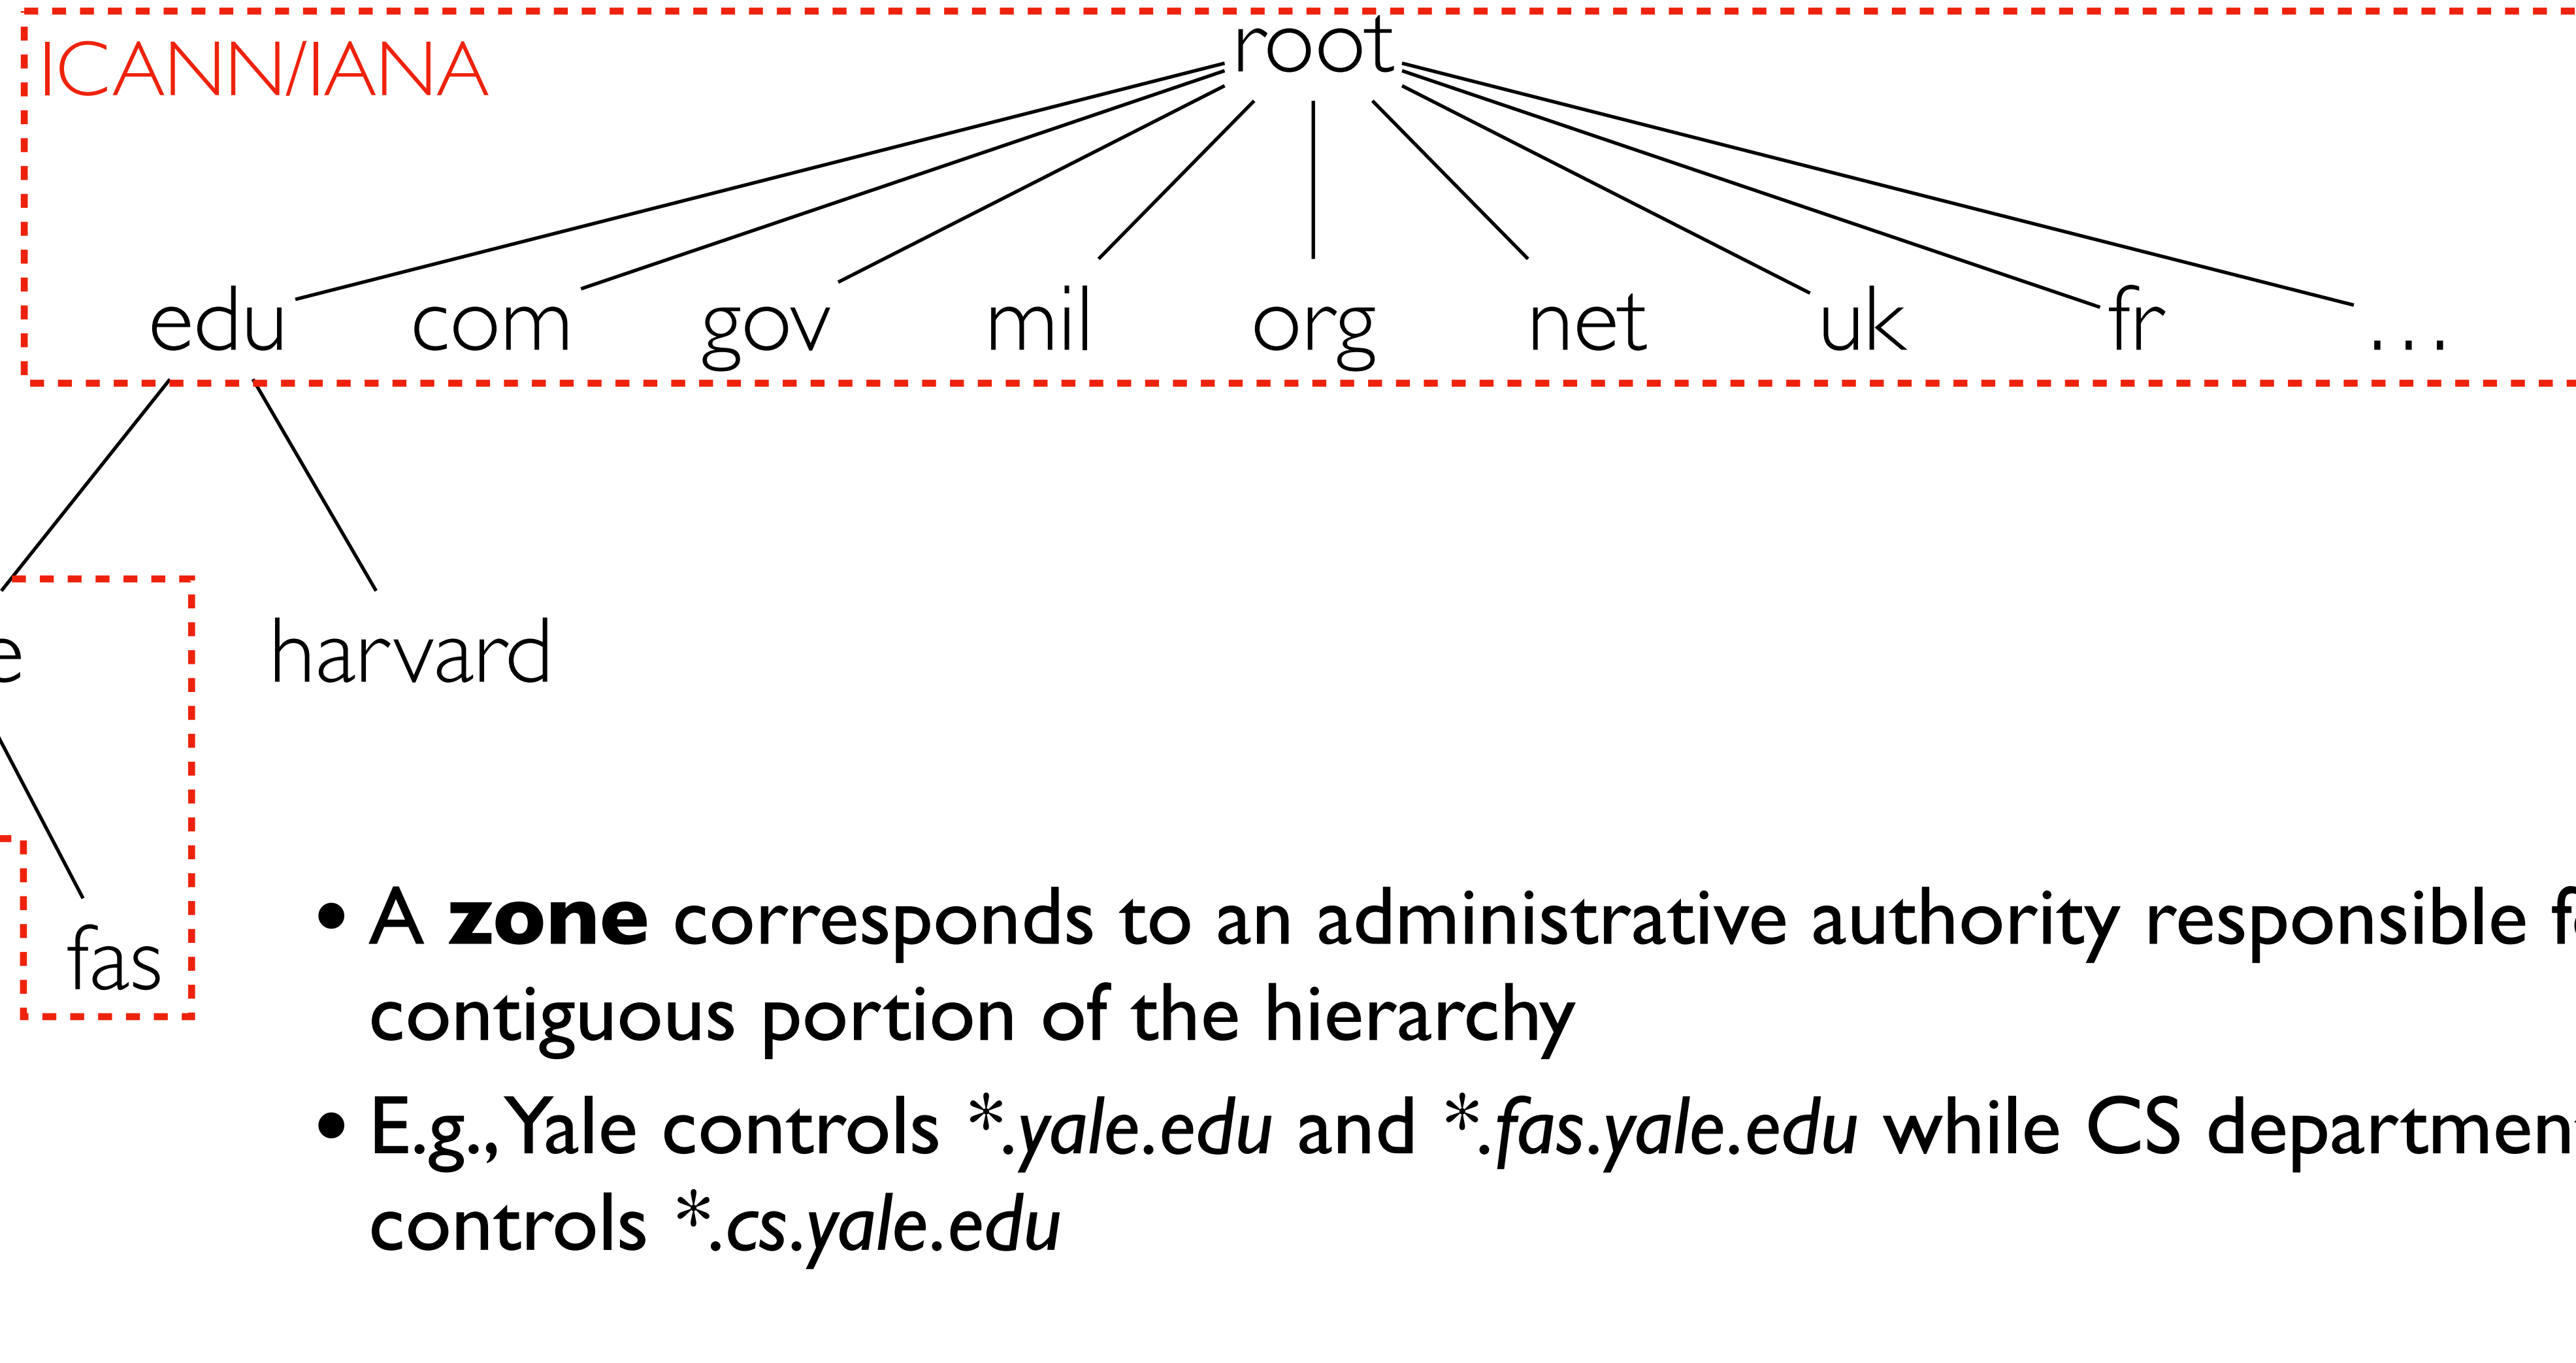 root
ICANN/IANA
edu com gov mil org net uk fr ...
harvard
fas
• A zone corresponds to an administrative authority responsible
contiguous portion of the hierarchy
• E.g., Yale controls *.yale.edu and *.fas.yale.edu while CS departmen
controls *.cs.yale.edu